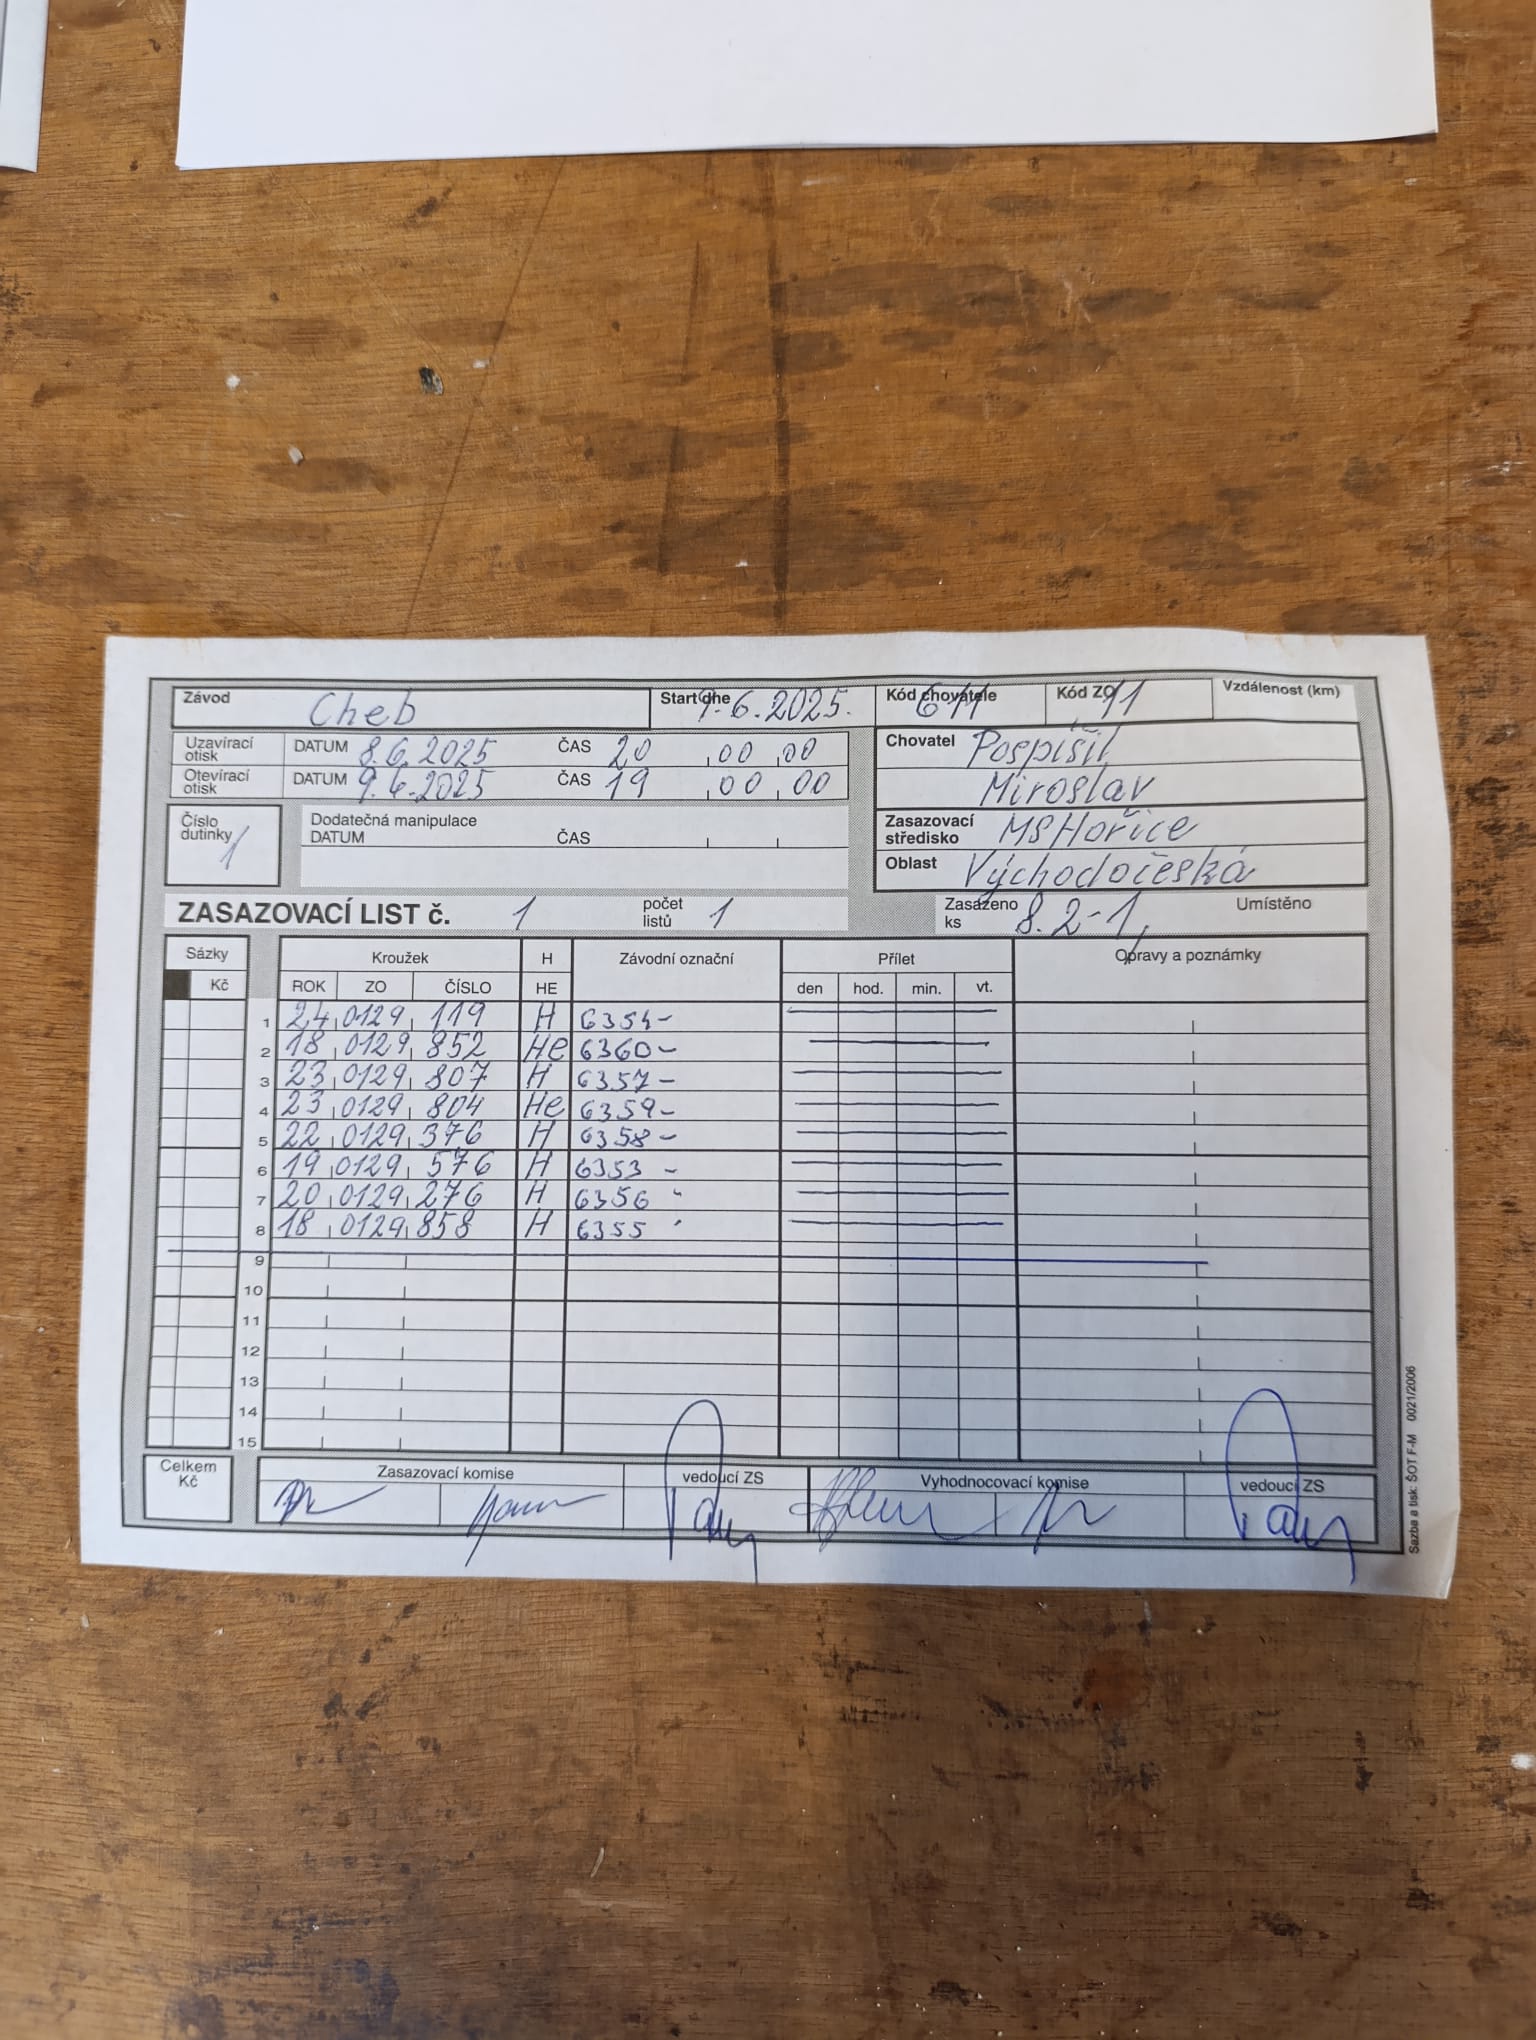 Závod Cheb Start dne 9.6.2025. Kód chovatele 611 Kód ZO 11 Vzdálenost (km)
Uzavírací otisk DATUM 8.6.2025 ČAS 20 00 00
Otevírací otisk DATUM 9.6.2025 ČAS 19 00 00
Chovatel Pospíšil
Miroslav
Číslo dutinky 1
Dodatečná manipulace
DATUM ČAS
Zasazovací středisko MS Hořice
Oblast Východočeská
ZASAZOVACÍ LIST č. 1 počet listů 1 Zasazeno ks 8. 2-1, Umístěno
Sázky Kroužek H Závodní označní Přílet Opravy a poznámky
Kč ROK ZO ČÍSLO HE den hod. min. vt.
1 24 0129 119 H 6354-
2 18 0129 852 He 6360-
3 23 0129 807 H 6357-
4 23 0129 804 He 6359-
5 22 0129 376 H 6358-
6 19 0129 576 H 6353 -
7 20 0129 276 H 6356 -
8 18 0129 858 H 6355 -
9
10
11
12
13
14
15
Celkem Kč Zasazovací komise vedoucí ZS Vyhodnocovací komise vedoucí ZS
Sazba a tisk: ŠOT F-M 0021/2006